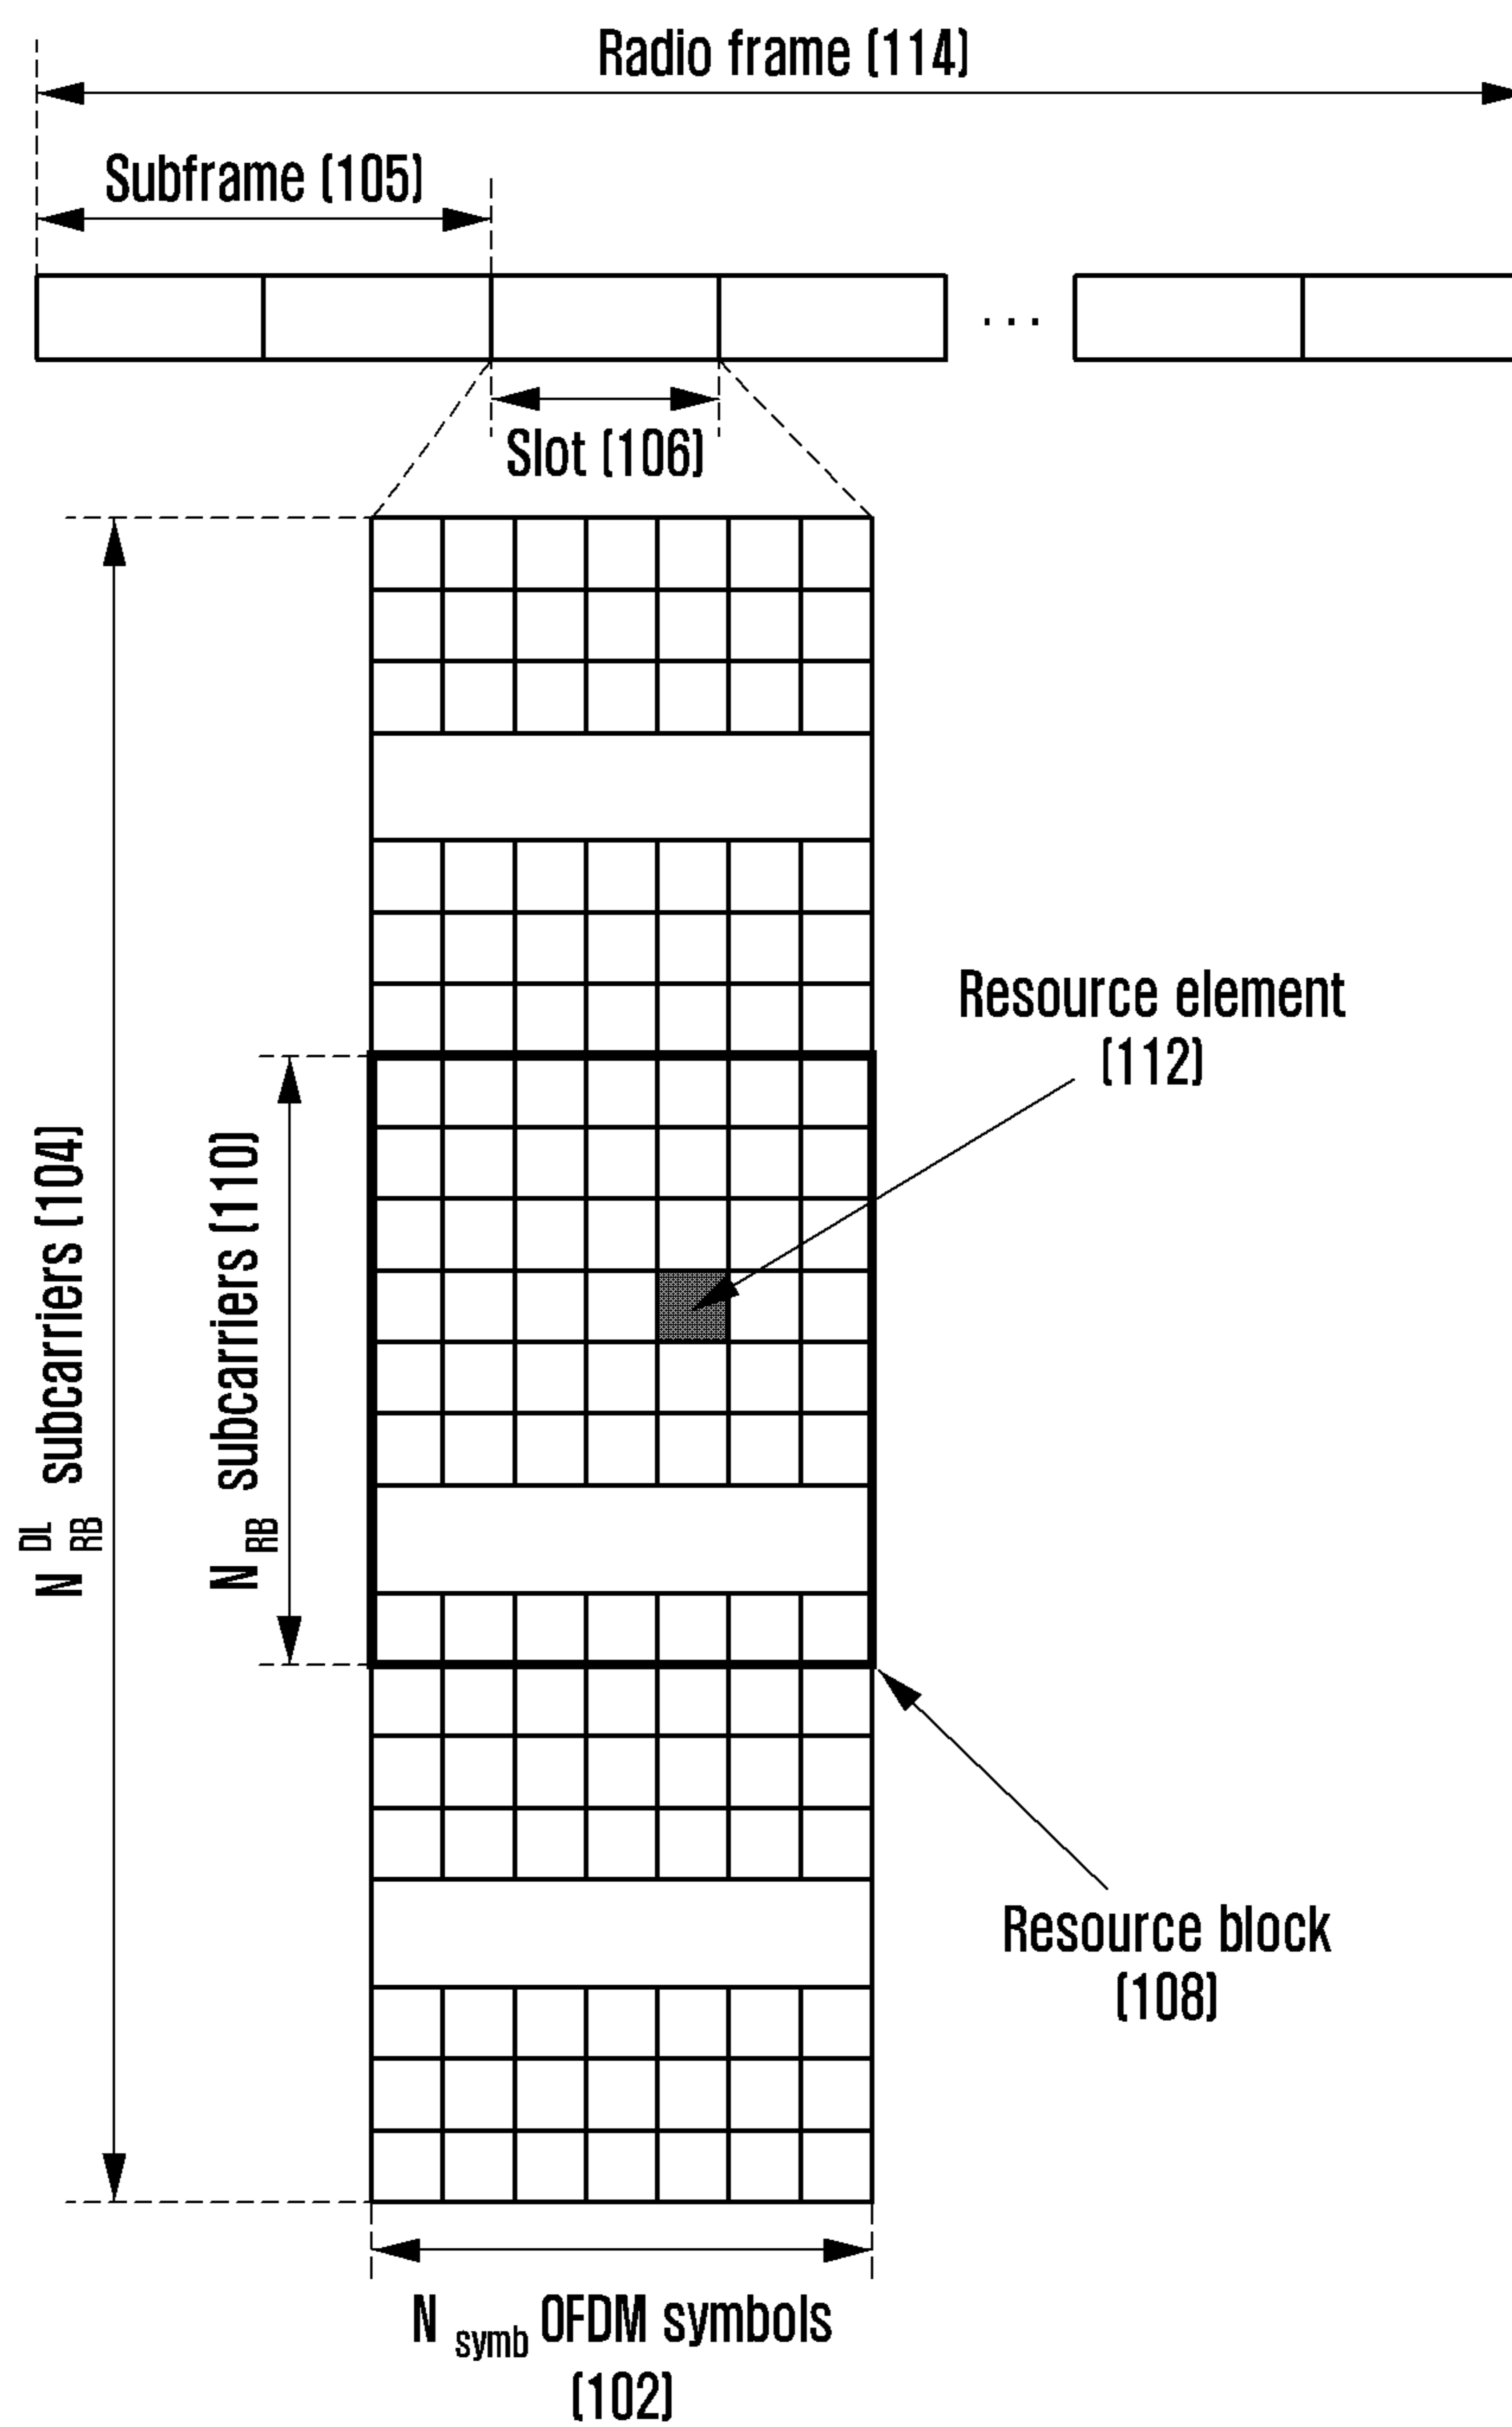 Radio frame (114)
Subframe (105)
...
Slot (106)
Resource element
(112)
N DL RB subcarriers (104)
N RB subcarriers (110)
Resource block
(108)
N symb OFDM symbols
(102)